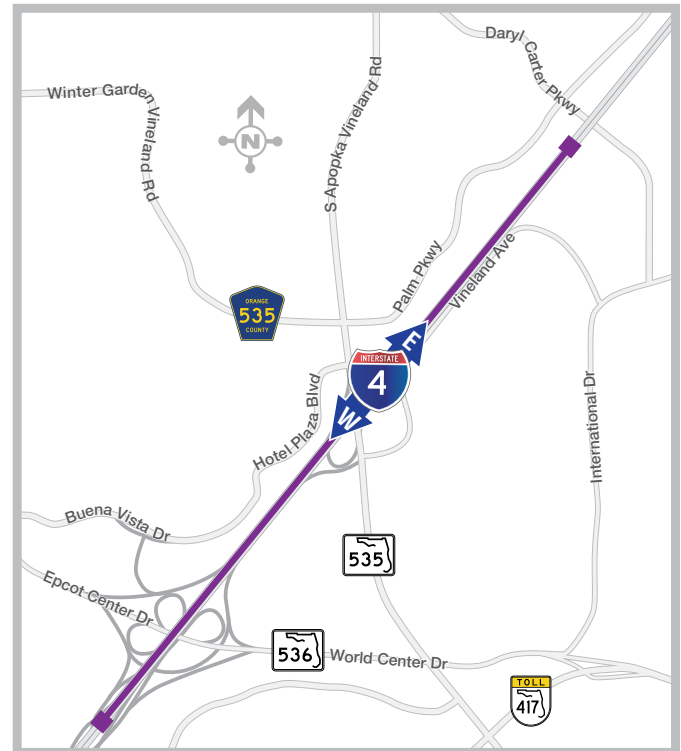 Daryl Carter Pkwy
Winter Garden Vineland Rd
S Apopka Vineland Rd
N
Palm Pkwy
Vineland Ave
ORANGE
535
COUNTY
E
INTERSTATE
4
W
Hotel Plaza Blvd
International Dr
Buena Vista Dr
535
Epcot Center Dr
536
World Center Dr
TOLL
417